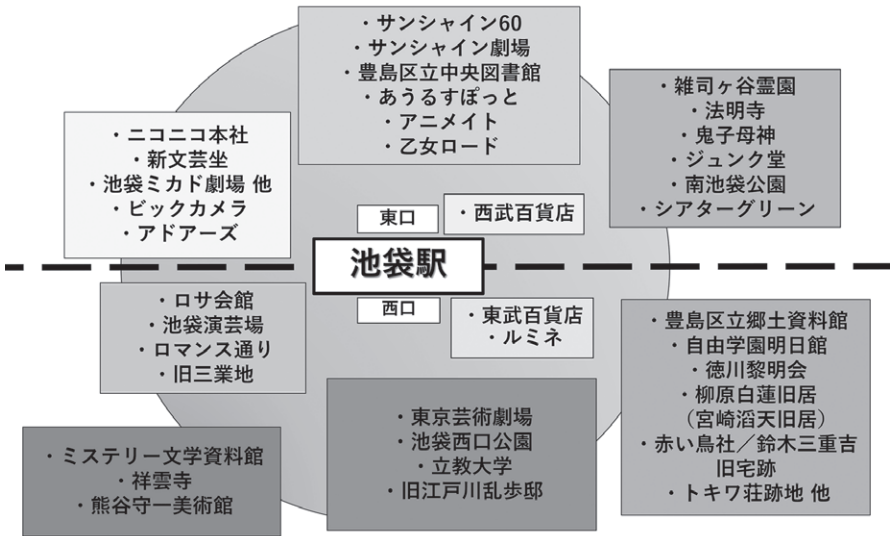 ・サンシャイン60
・サンシャイン劇場
・豊島区立中央図書館
・あうるすぽっと
・アニメイト
・乙女ロード
・雑司ヶ谷霊園
・法明寺
・鬼子母神
・ジュンク堂
・南池袋公園
・シアターグリーン
・ニコニコ本社
・新文芸坐
・池袋ミカド劇場 他
・ビックカメラ
・アドアーズ
東口
・西武百貨店
池袋駅
西口
・東武百貨店
・ルミネ
・ロサ会館
・池袋演芸場
・ロマンス通り
・旧三業地
・豊島区立郷土資料館
・自由学園明日館
・徳川黎明会
・柳原白蓮旧居
（宮崎滔天旧居）
・赤い鳥社／鈴木三重吉
旧宅跡
・トキワ荘跡地 他
・東京芸術劇場
・池袋西口公園
・立教大学
・旧江戸川乱歩邸
・ミステリー文学資料館
・祥雲寺
・熊谷守一美術館